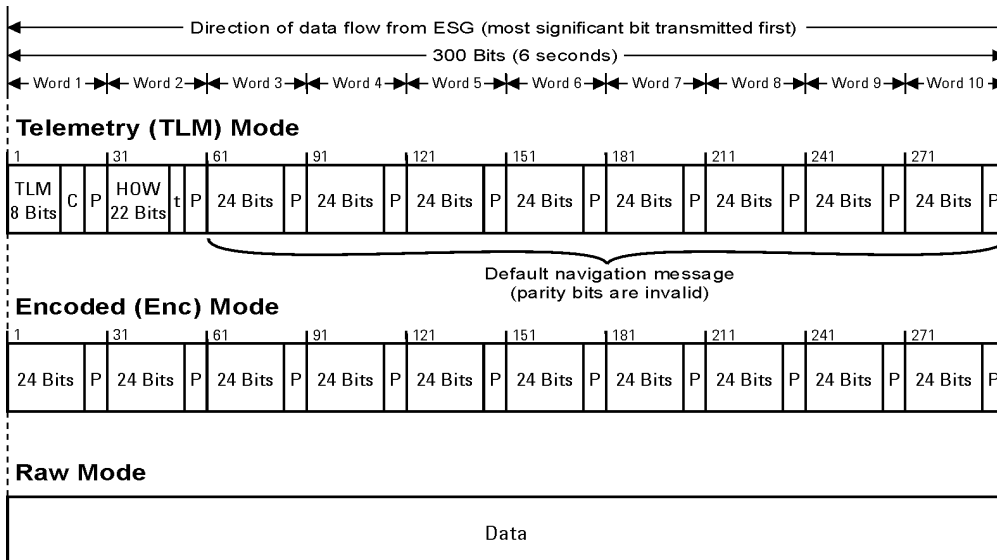 Direction of data flow from ESG (most significant bit transmitted first)
300 Bits (6 seconds)
Word 1 Word 2 Word 3 Word 4 Word 5 Word 6 Word 7 Word 8 Word 9 Word 10
Telemetry (TLM) Mode
1 31 61 91 121 151 181 211 241 271
TLM 8 Bits C P HOW 22 Bits t P 24 Bits P 24 Bits P 24 Bits P 24 Bits P 24 Bits P 24 Bits P 24 Bits P 24 Bits P
Default navigation message
(parity bits are invalid)
Encoded (Enc) Mode
1 31 61 91 121 151 181 211 241 271
24 Bits P 24 Bits P 24 Bits P 24 Bits P 24 Bits P 24 Bits P 24 Bits P 24 Bits P 24 Bits P 24 Bits P
Raw Mode
Data